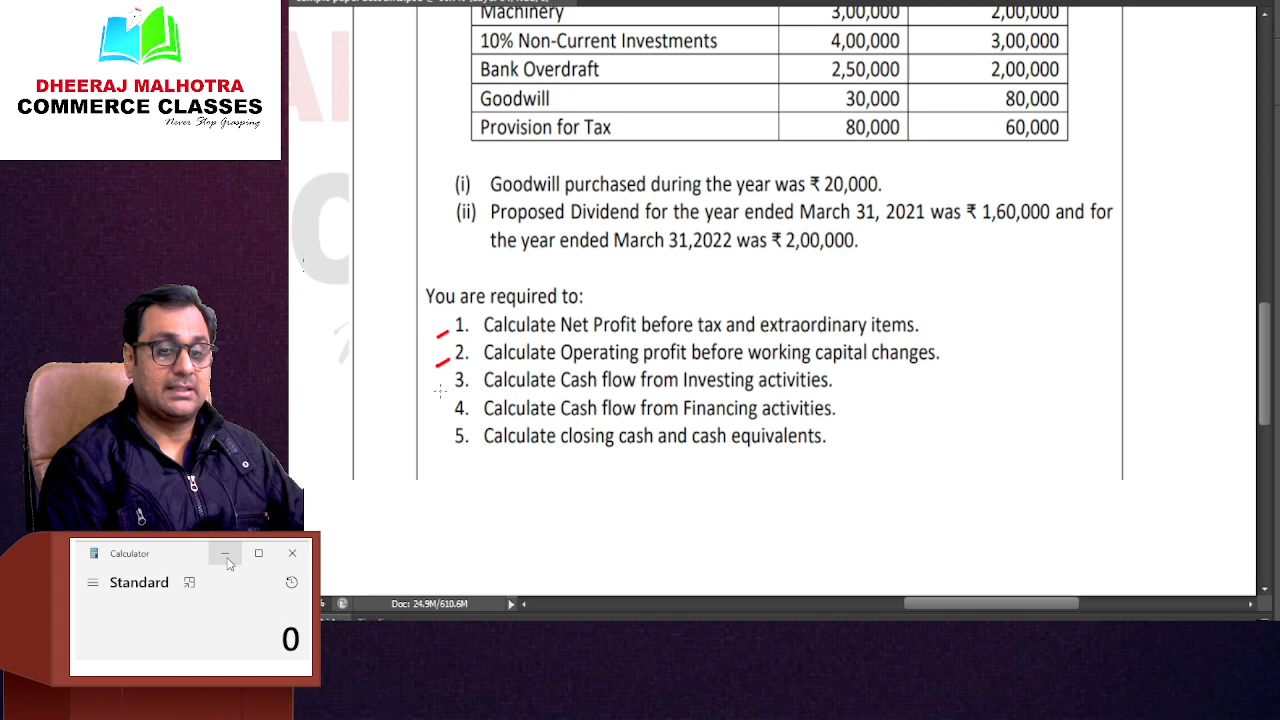 DHEERAJ MALHOTRA
COMMERCE CLASSES
Never Stop Grasping
Machinery 3,00,000 2,00,000
10% Non-Current Investments 4,00,000 3,00,000
Bank Overdraft 2,50,000 2,00,000
Goodwill 30,000 80,000
Provision for Tax 80,000 60,000
(i) Goodwill purchased during the year was ₹ 20,000.
(ii) Proposed Dividend for the year ended March 31, 2021 was ₹ 1,60,000 and for
the year ended March 31,2022 was ₹ 2,00,000.
You are required to:
1. Calculate Net Profit before tax and extraordinary items.
2. Calculate Operating profit before working capital changes.
3. Calculate Cash flow from Investing activities.
4. Calculate Cash flow from Financing activities.
5. Calculate closing cash and cash equivalents.
Calculator
Standard
0
% Doc: 24.9M/610.6M